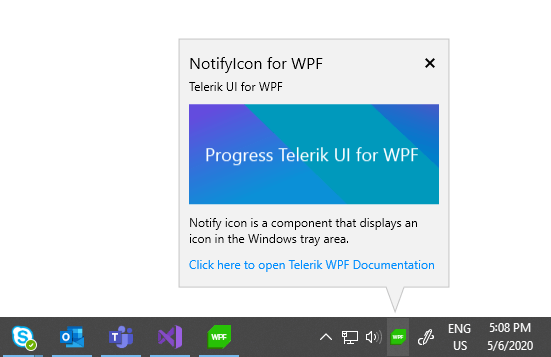 NotifyIcon for WPF
Telerik UI for WPF
Progress Telerik UI for WPF
Notify icon is a component that displays an
icon in the Windows tray area.
Click here to open Telerik WPF Documentation
WPF
WPF
ENG
US
5:08 PM
5/6/2020